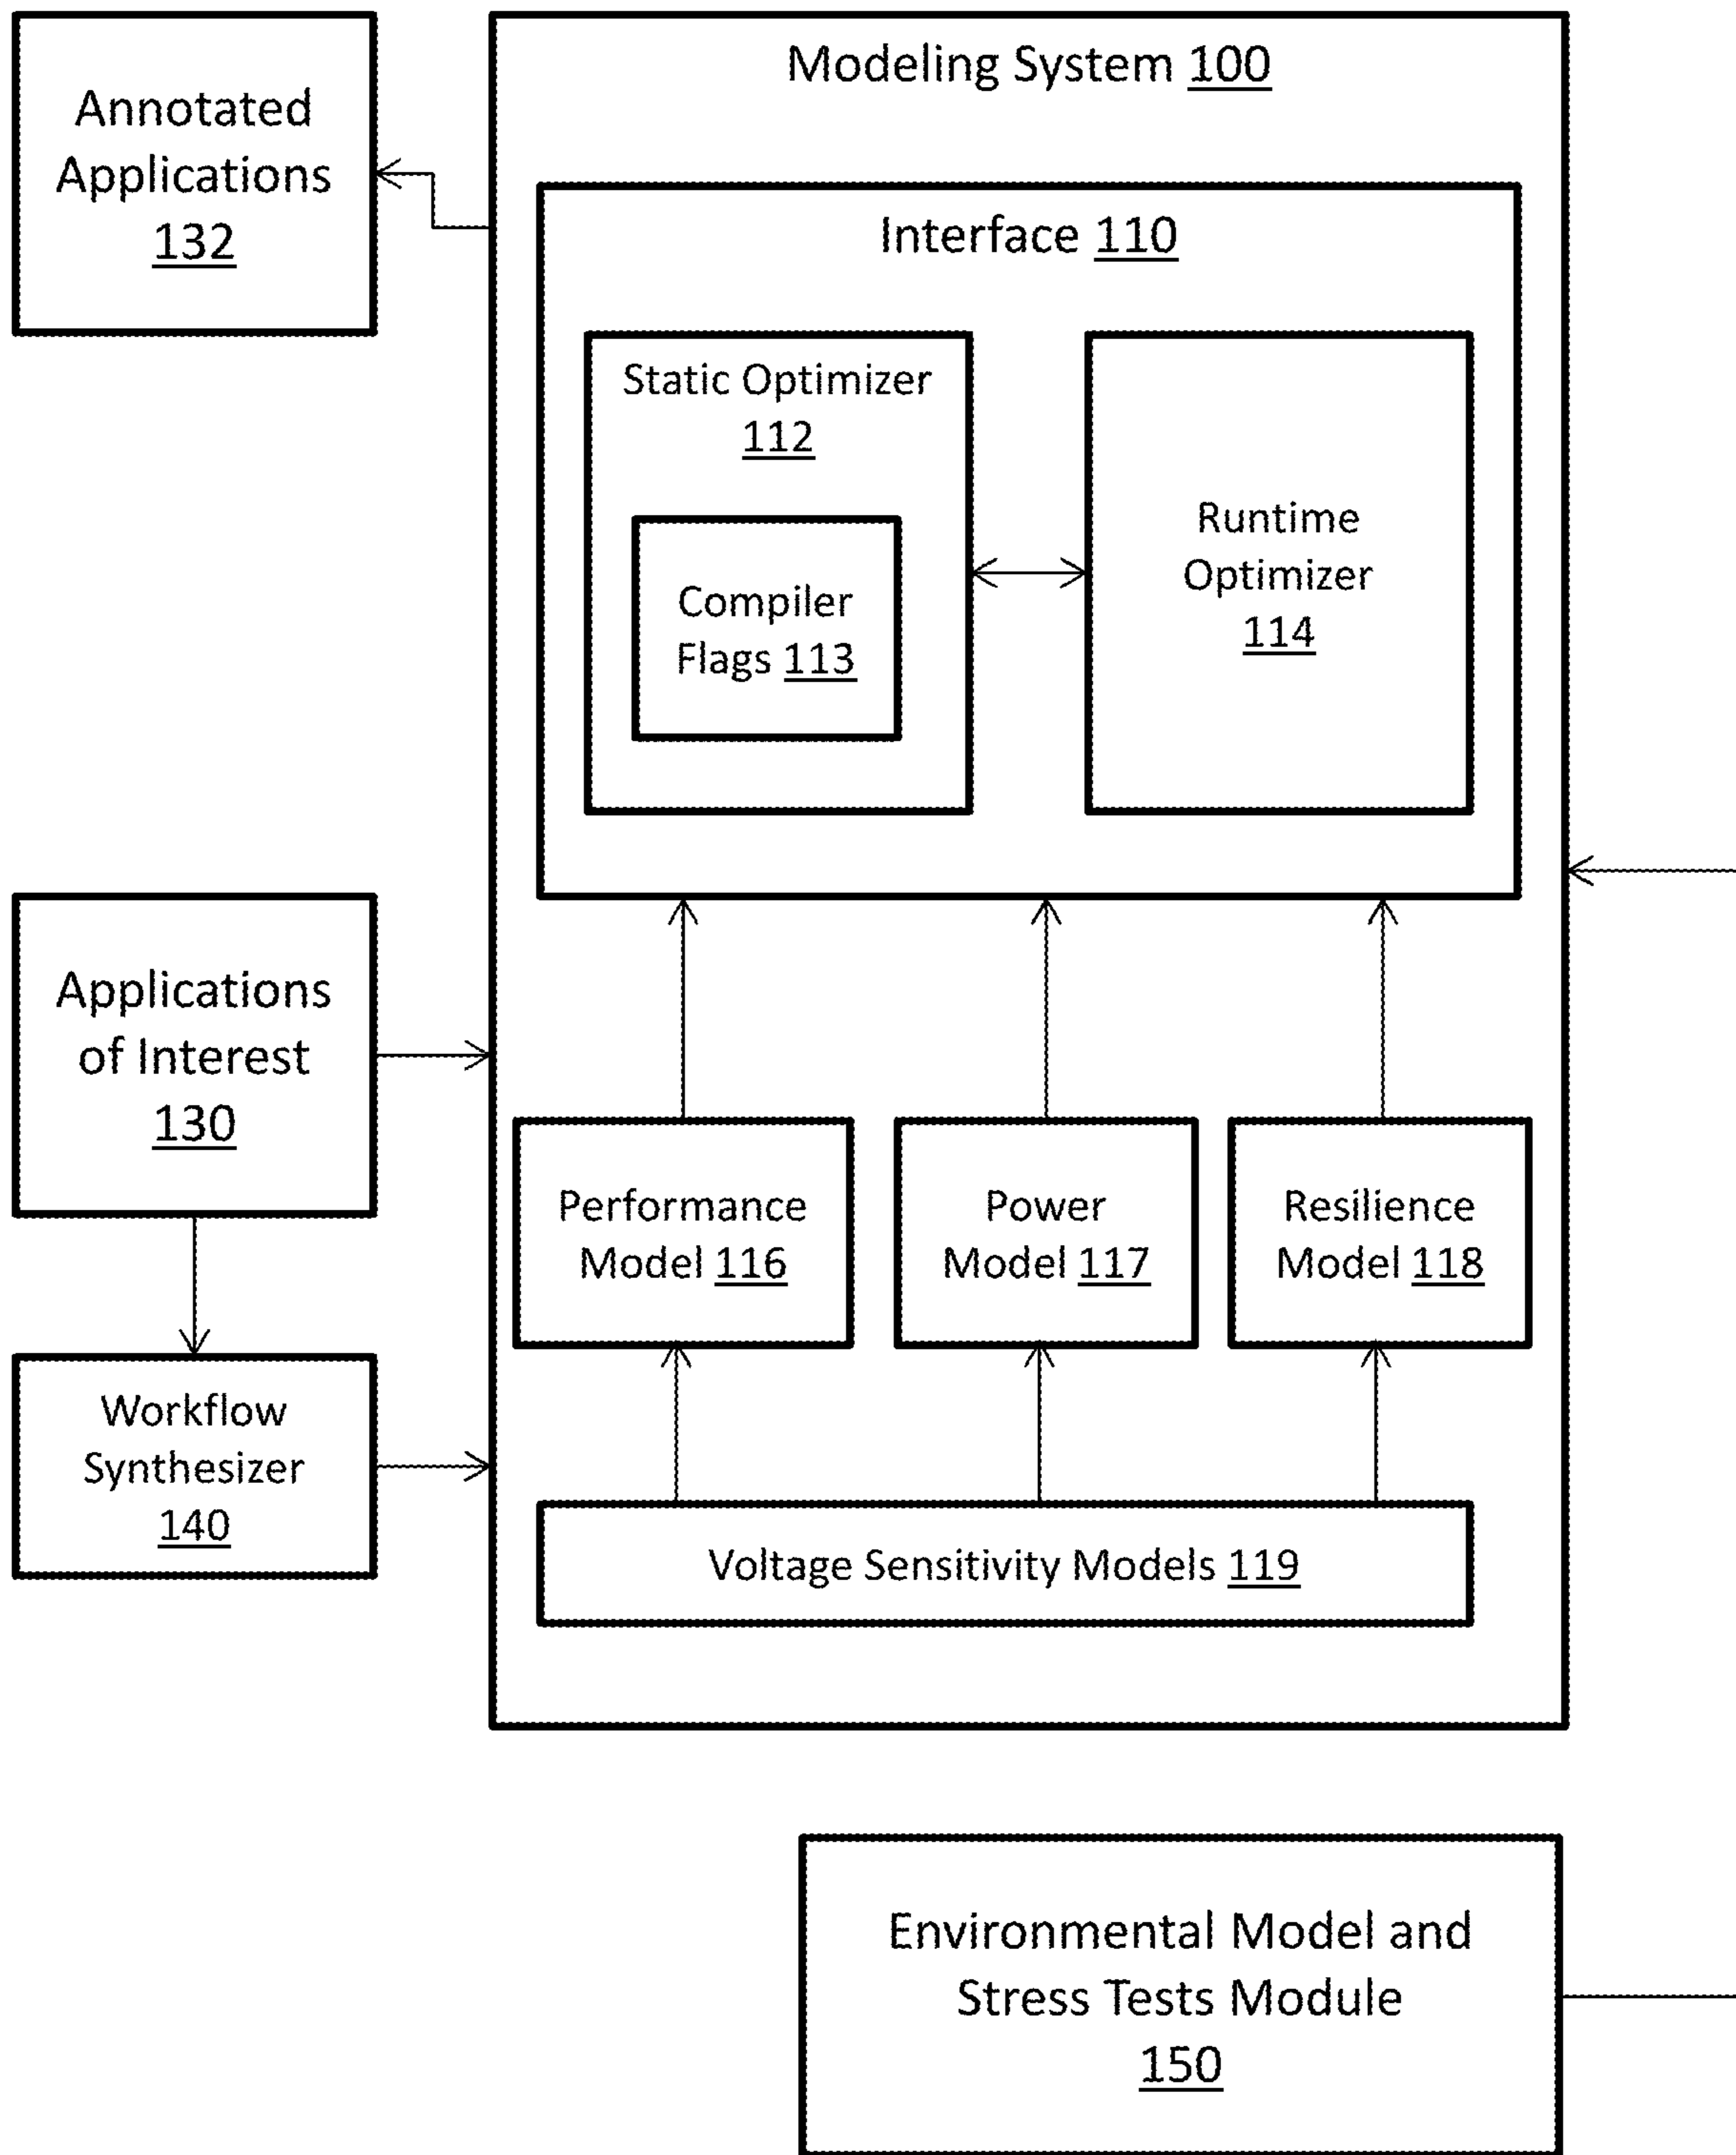 Annotated
Applications
132
Modeling System 100
Interface 110
Static Optimizer
112
Compiler
Flags 113
Runtime
Optimizer
114
Applications
of Interest
130
Performance
Model 116
Power
Model 117
Resilience
Model 118
Workflow
Synthesizer
140
Voltage Sensitivity Models 119
Environmental Model and
Stress Tests Module
150